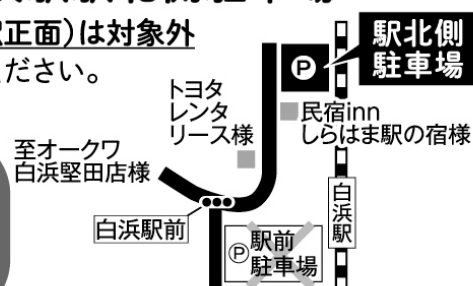 駅正面)は対象外
ださい。
P
駅北側
駐車場
トヨタ
レンタ
リース様
民宿inn
しらはま駅の宿様
至オークワ
白浜堅田店様
白浜駅前
白浜駅
P
駅前
駐車場